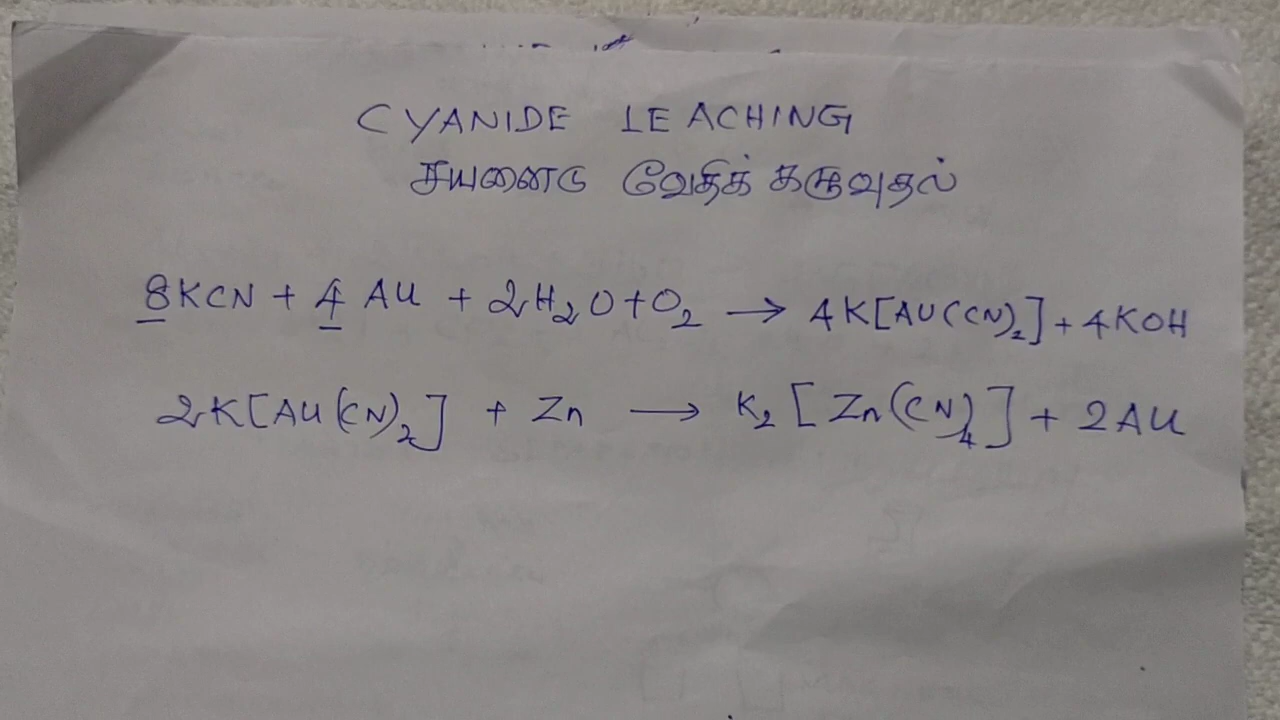 CYANIDE LEACHING
சயனைடு வேதிக் கழுவுதல்
8KCN + 4 AU + 2H₂O + O₂ → 4K[AU(CN)₂] + 4KOH
2K[AU(CN)₂] + Zn → K₂[Zn(CN)₄] + 2AU